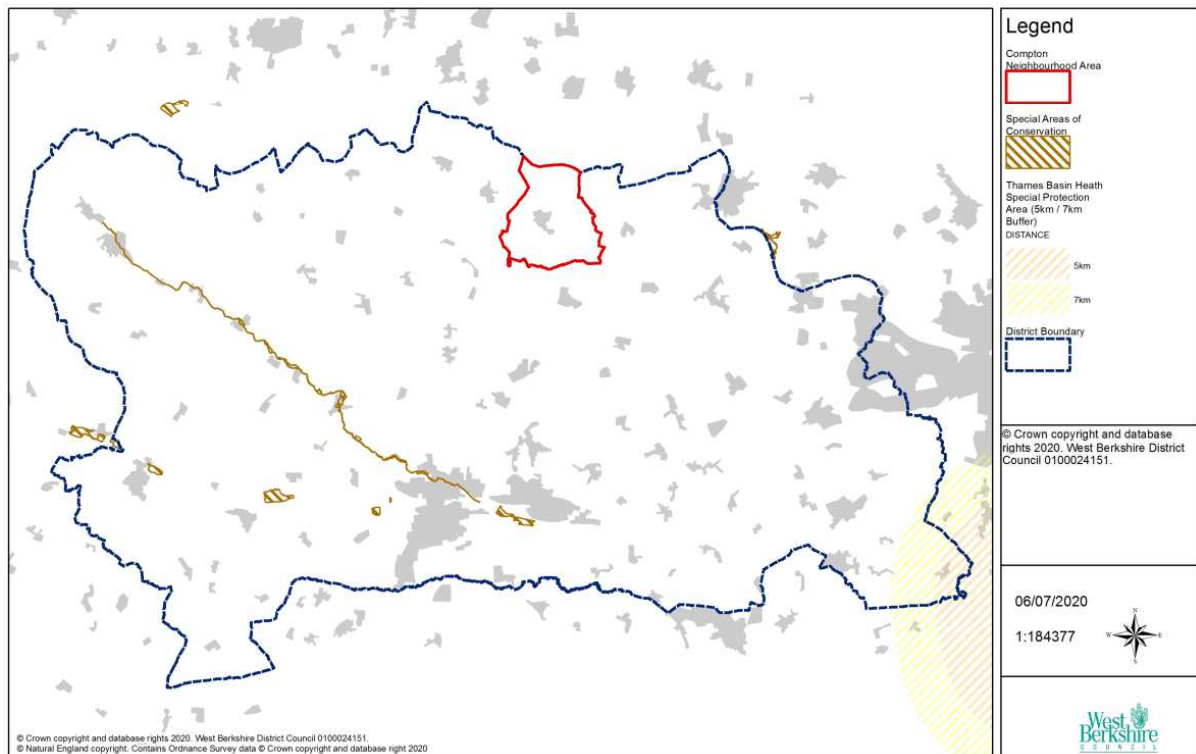 Legend
Compton
Neighbourhood Area
Special Areas of
Conservation
Thames Basin Heath
Special Protection
Area (5km / 7km
Buffer)
DISTANCE
5km
7km
District Boundary
© Crown copyright and database
rights 2020. West Berkshire District
Council 0100024151.
06/07/2020
1:184377
N
W E
S
West
Berkshire
COUNCIL
© Crown copyright and database rights 2020. West Berkshire District Council 0100024151.
© Natural England copyright. Contains Ordnance Survey data © Crown copyright and database right 2020